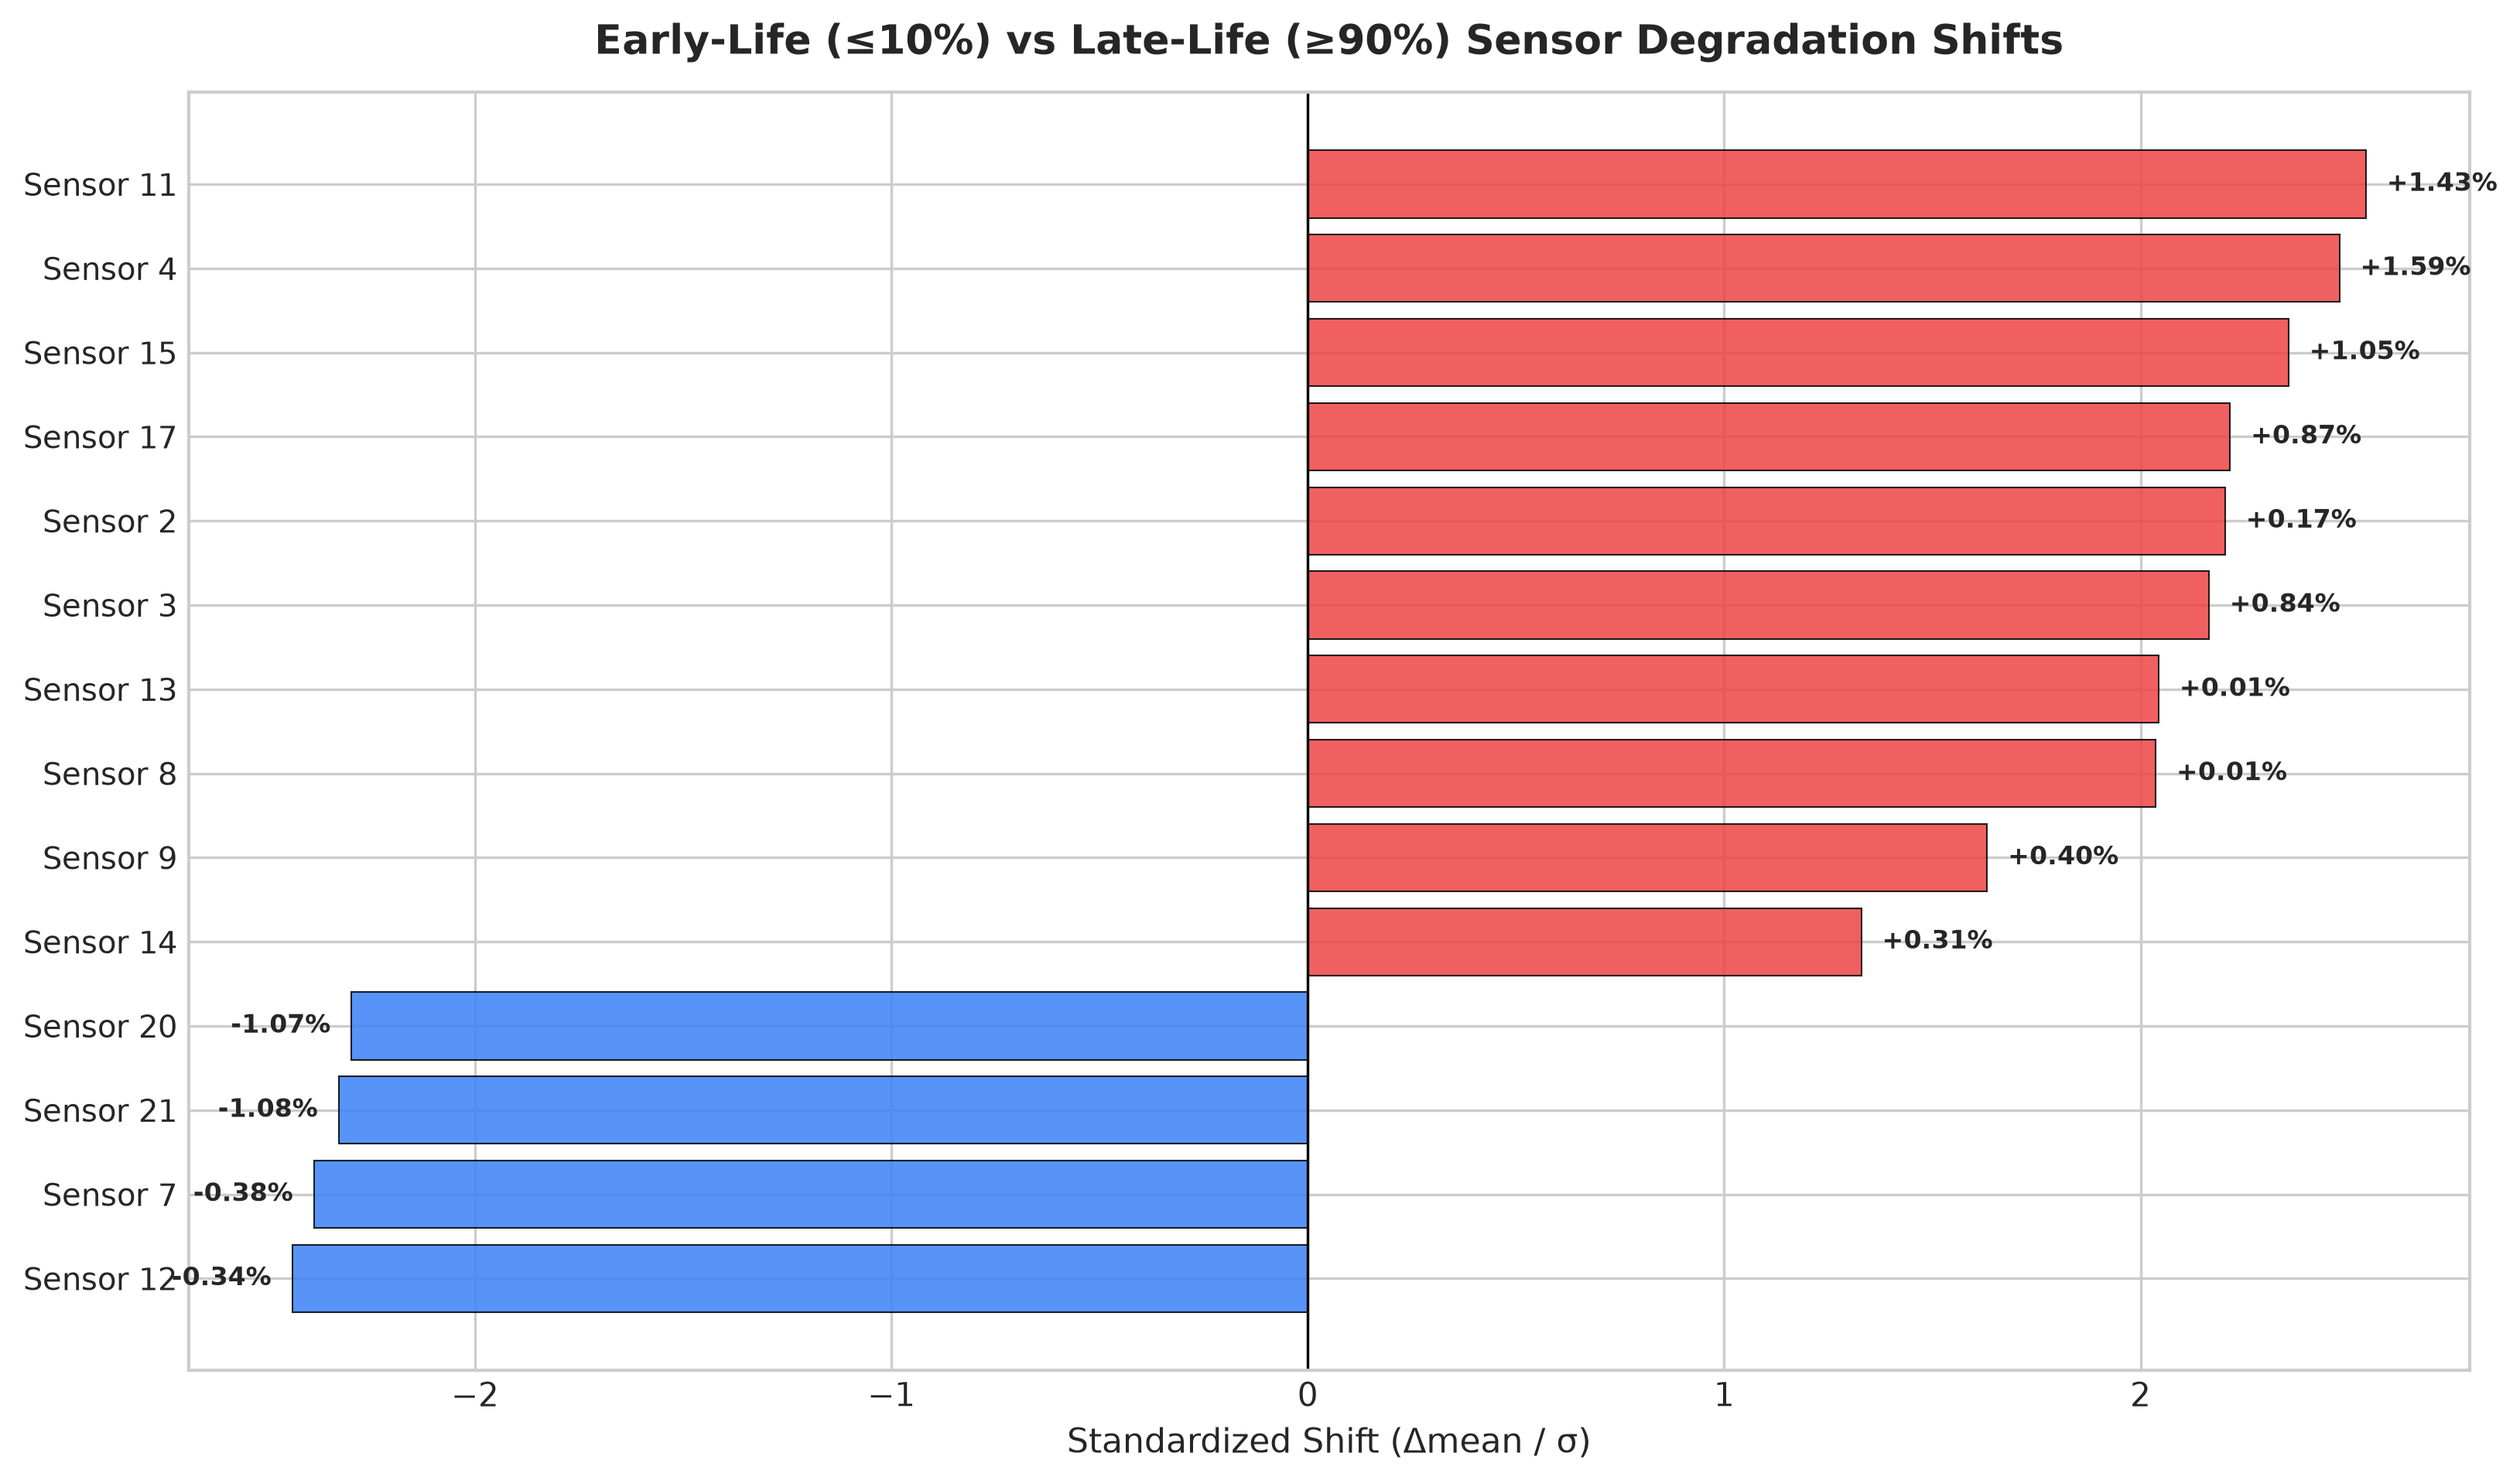 Early-Life (≤10%) vs Late-Life (≥90%) Sensor Degradation Shifts
Sensor 11 +1.43%
Sensor 4 +1.59%
Sensor 15 +1.05%
Sensor 17 +0.87%
Sensor 2 +0.17%
Sensor 3 +0.84%
Sensor 13 +0.01%
Sensor 8 +0.01%
Sensor 9 +0.40%
Sensor 14 +0.31%
Sensor 20 -1.07%
Sensor 21 -1.08%
Sensor 7 -0.38%
Sensor 12 -0.34%
−2 −1 0 1 2
Standardized Shift (Δmean / σ)